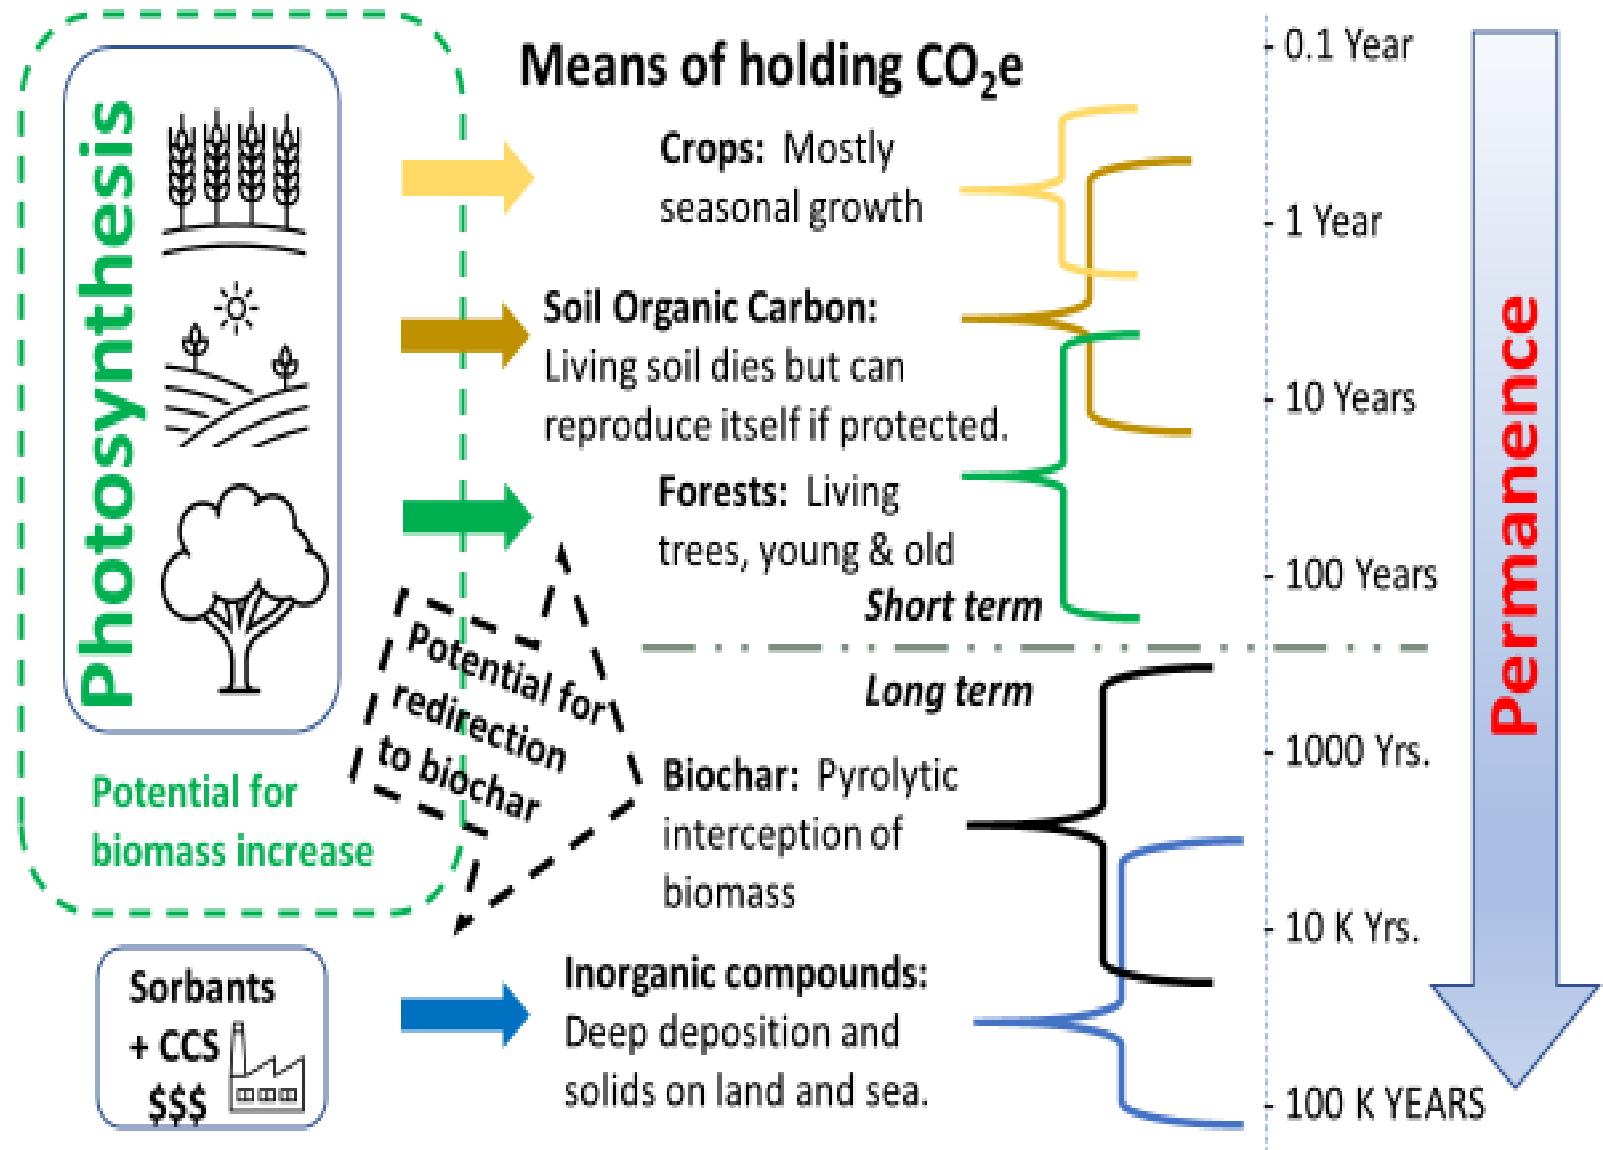 Means of holding CO₂e
Photosynthesis
Crops: Mostly
seasonal growth
Soil Organic Carbon:
Living soil dies but can
reproduce itself if protected.
Forests: Living
trees, young & old
Short term
Long term
Potential for
redirection
to biochar
Biochar: Pyrolytic
interception of
biomass
Potential for
biomass increase
Sorbants
+ CCS
$$$
Inorganic compounds:
Deep deposition and
solids on land and sea.
0.1 Year
1 Year
10 Years
100 Years
1000 Yrs.
10 K Yrs.
100 K YEARS
Permanence